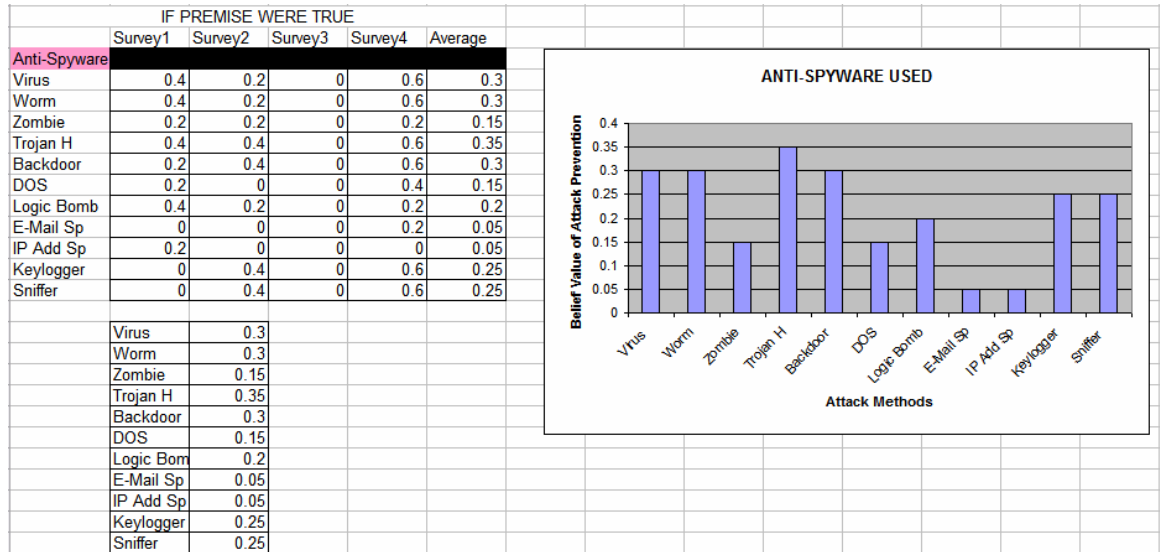 IF PREMISE WERE TRUE
Survey1 Survey2 Survey3 Survey4 Average
Anti-Spyware
Virus 0.4 0.2 0 0.6 0.3
Worm 0.4 0.2 0 0.6 0.3
Zombie 0.2 0.2 0 0.2 0.15
Trojan H 0.4 0.4 0 0.6 0.35
Backdoor 0.2 0.4 0 0.6 0.3
DOS 0.2 0 0 0.4 0.15
Logic Bomb 0.4 0.2 0 0.2 0.2
E-Mail Sp 0 0 0 0.2 0.05
IP Add Sp 0.2 0 0 0 0.05
Keylogger 0 0.4 0 0.6 0.25
Sniffer 0 0.4 0 0.6 0.25
Virus 0.3
Worm 0.3
Zombie 0.15
Trojan H 0.35
Backdoor 0.3
DOS 0.15
Logic Bom 0.2
E-Mail Sp 0.05
IP Add Sp 0.05
Keylogger 0.25
Sniffer 0.25
ANTI-SPYWARE USED
Belief Value of Attack Prevention
0.4
0.35
0.3
0.25
0.2
0.15
0.1
0.05
0
Virus Worm Zombie Trojan H Backdoor DOS Logic Bomb E-Mail Sp IP Add Sp Keylogger Sniffer
Attack Methods